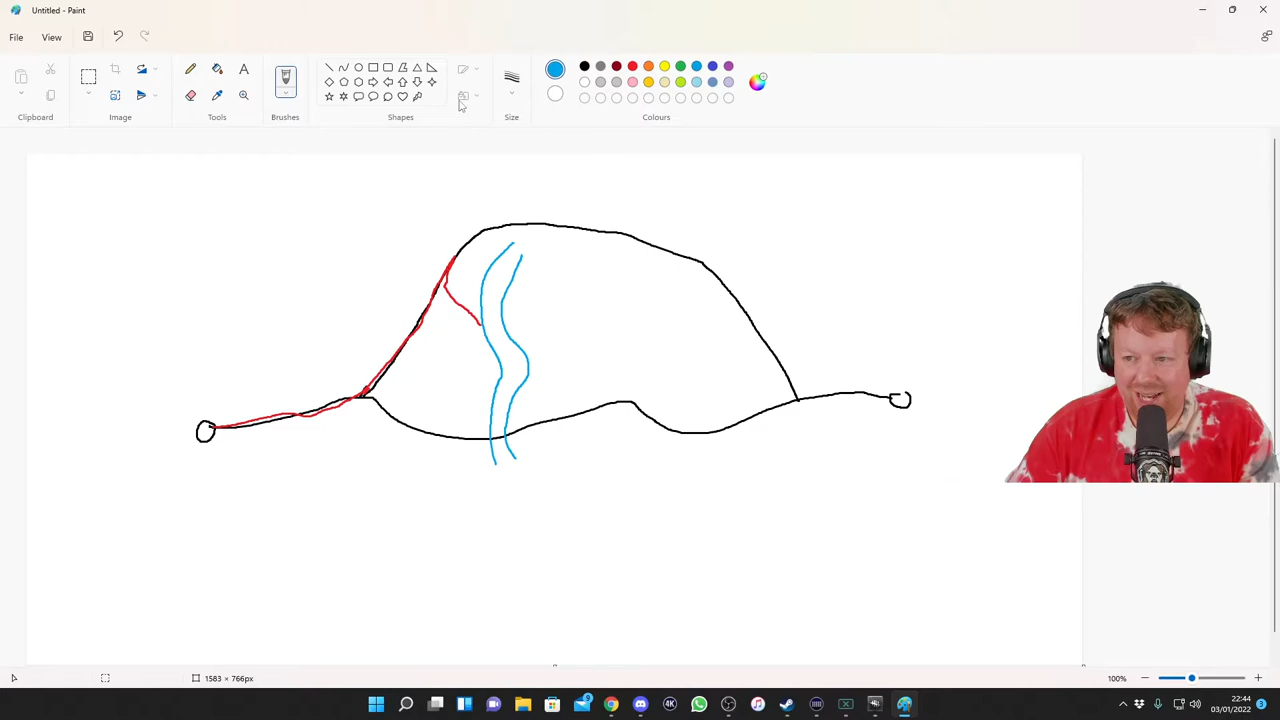 Untitled - Paint
File View
Clipboard
Image
Tools
Brushes
Shapes
Size
Colours
1583 × 766px
100%
22:44
03/01/2022